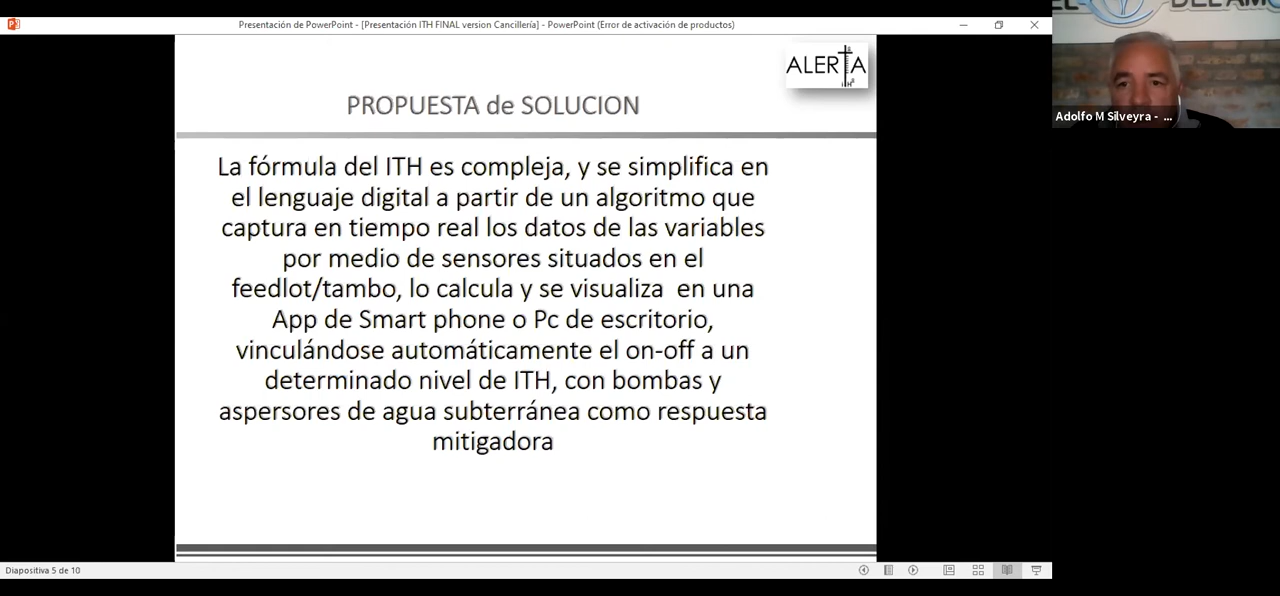 Presentación de PowerPoint - [Presentación ITH FINAL version Cancillería] - PowerPoint (Error de activación de productos)
ALERTA
PROPUESTA de SOLUCION
La fórmula del ITH es compleja, y se simplifica en
el lenguaje digital a partir de un algoritmo que
captura en tiempo real los datos de las variables
por medio de sensores situados en el
feedlot/tambo, lo calcula y se visualiza en una
App de Smart phone o Pc de escritorio,
vinculándose automáticamente el on-off a un
determinado nivel de ITH, con bombas y
aspersores de agua subterránea como respuesta
mitigadora
Adolfo M Silveyra - ...
Diapositiva 5 de 10